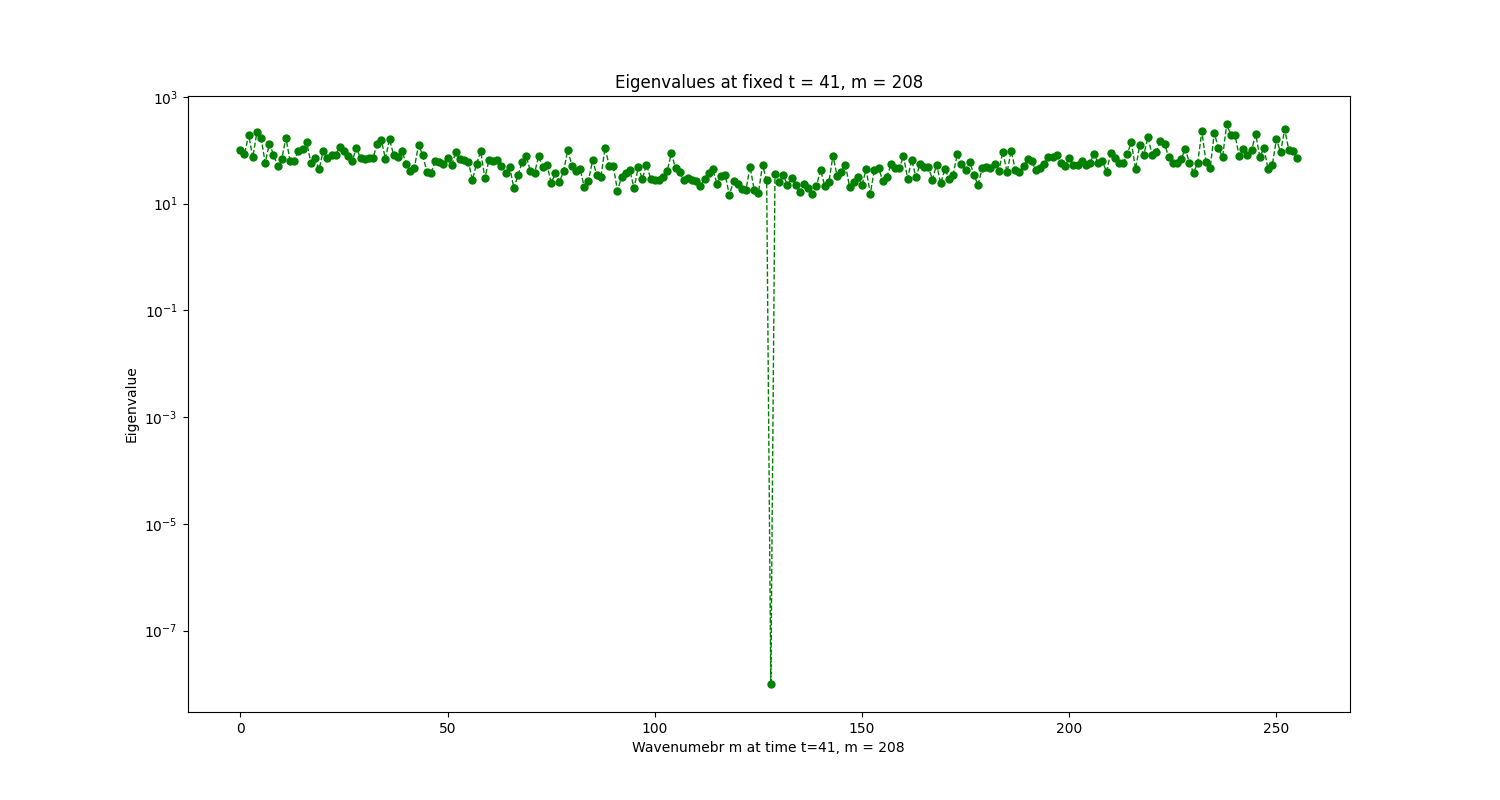 Eigenvalues at fixed t = 41, m = 208
10³
10¹
10⁻¹
10⁻³
10⁻⁵
10⁻⁷
Eigenvalue
0 50 100 150 200 250
Wavenumebr m at time t=41, m = 208